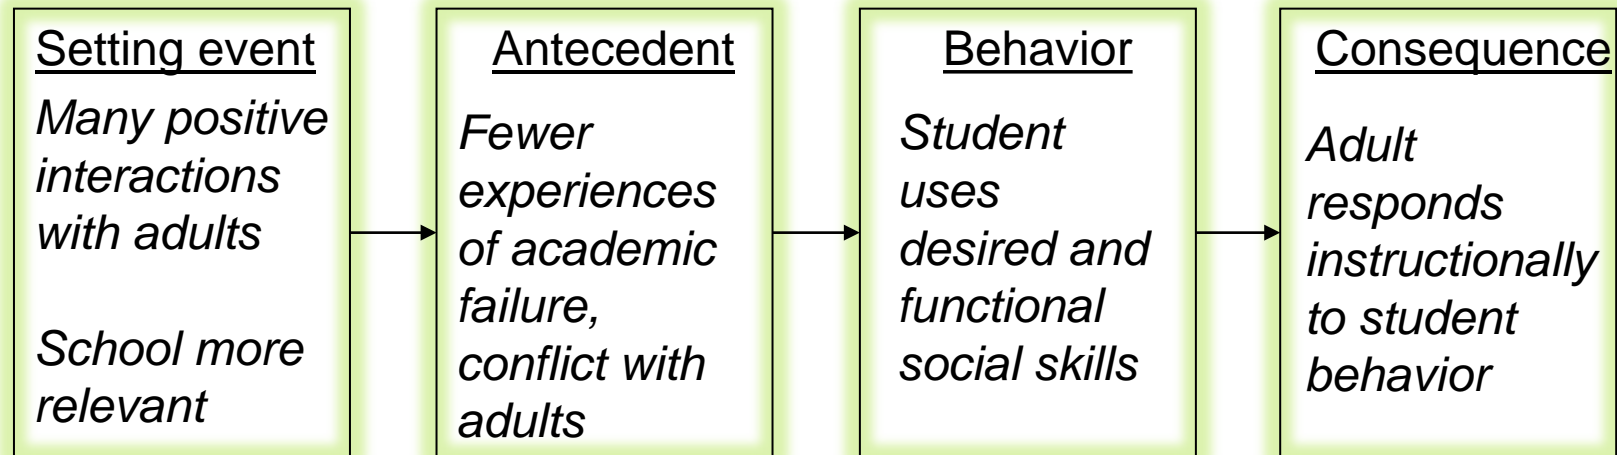 Setting event
Many positive
interactions
with adults
School more
relevant
Antecedent
Fewer
experiences
of academic
failure,
conflict with
adults
Behavior
Student
uses
desired and
functional
social skills
Consequence
Adult
responds
instructionally
to student
behavior